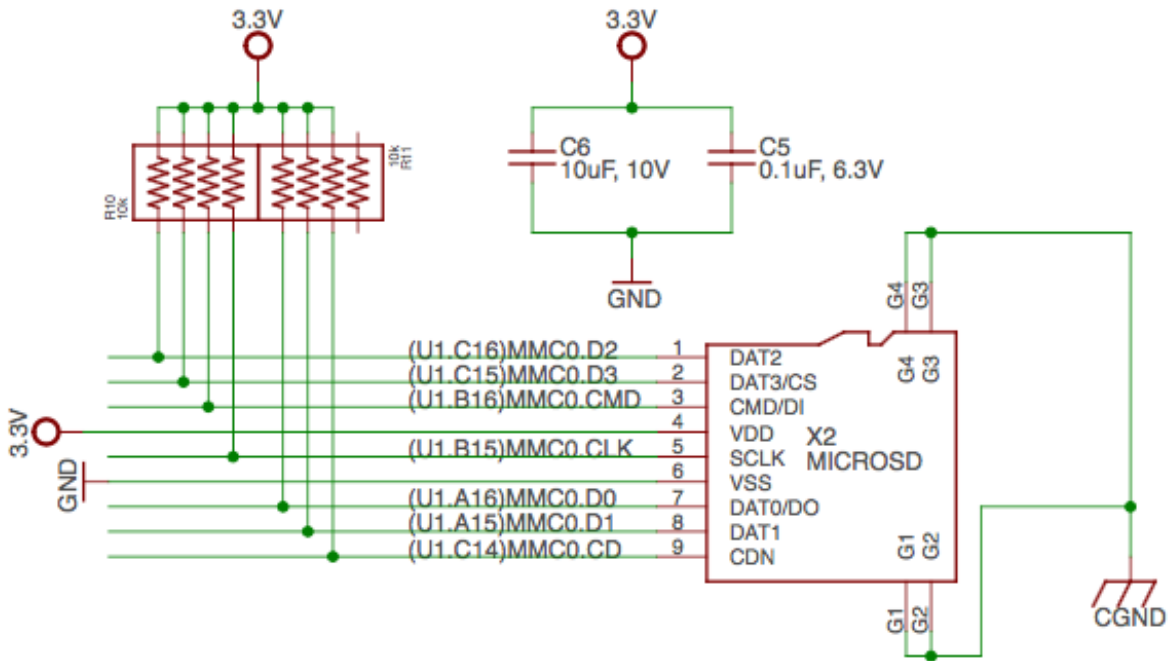 3.3V
3.3V
10k
R11
R10
10k
C6
10uF, 10V
C5
0.1uF, 6.3V
GND
G4
G3
G4
G3
(U1.C16)MMC0.D2
1
DAT2
(U1.C15)MMC0.D3
2
DAT3/CS
(U1.B16)MMC0.CMD
3
CMD/DI
3.3V
4
VDD
X2
MICROSD
(U1.B15)MMC0.CLK
5
SCLK
GND
6
VSS
(U1.A16)MMC0.D0
7
DAT0/DO
(U1.A15)MMC0.D1
8
DAT1
(U1.C14)MMC0.CD
9
CDN
G1
G2
G1
G2
CGND